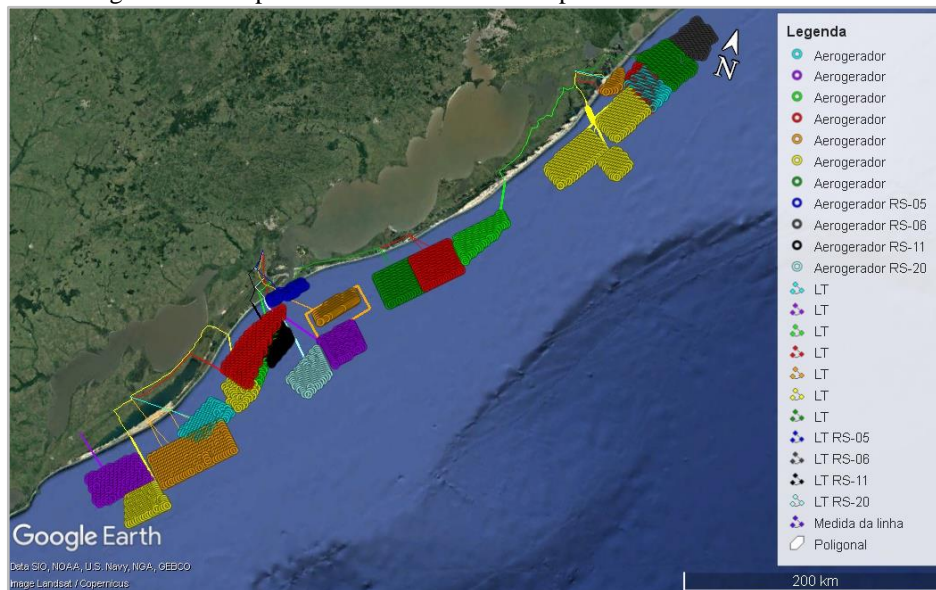 Legenda
Aerogerador
Aerogerador
Aerogerador
Aerogerador
Aerogerador
Aerogerador
Aerogerador
Aerogerador RS-05
Aerogerador RS-06
Aerogerador RS-11
Aerogerador RS-20
LT
LT
LT
LT
LT
LT
LT
LT RS-05
LT RS-06
LT RS-11
LT RS-20
Medida da linha
Poligonal
N
Google Earth
Data SIO, NOAA, U.S. Navy, NGA, GEBCO
Image Landsat / Copernicus
200 km